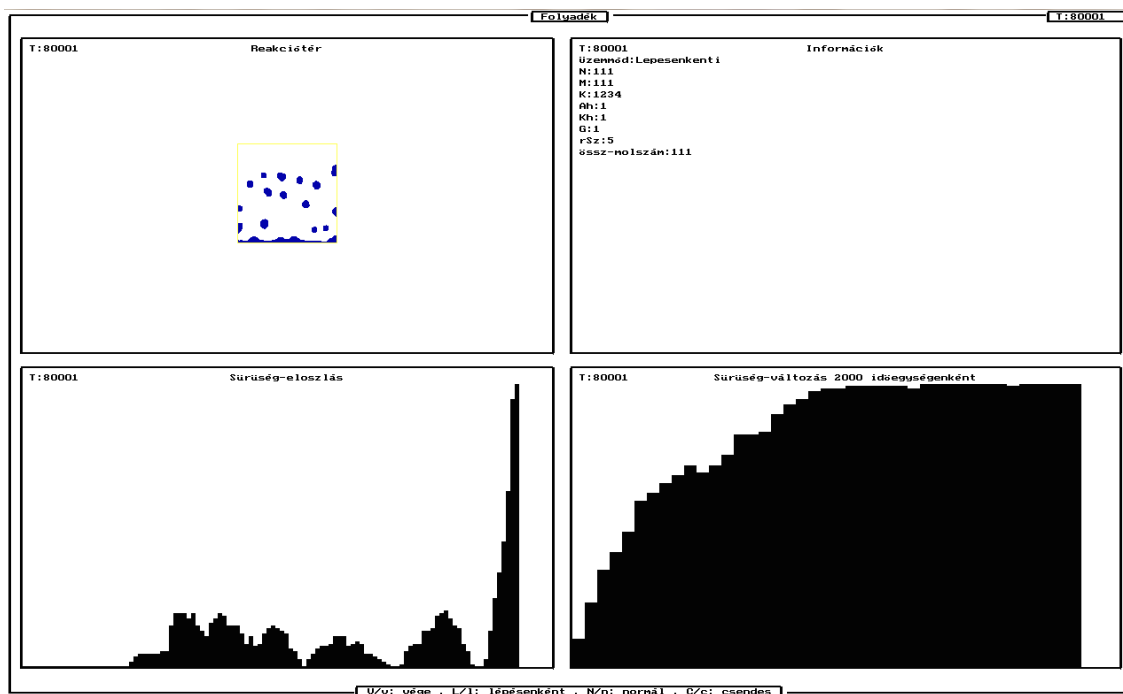 Folyadék
T:80001
T:80001 Reakciótér
T:80001 Információk
üzemmód:Lepesenkenti
N:111
M:111
K:1234
Ah:1
Kh:1
G:1
rSz:5
össz-molszám:111
T:80001 Sürüség-eloszlás
T:80001 Sürüség-változás 2000 idöegységenként
V/v: vége , L/l: lépésenként , N/n: normál , C/c: csendes